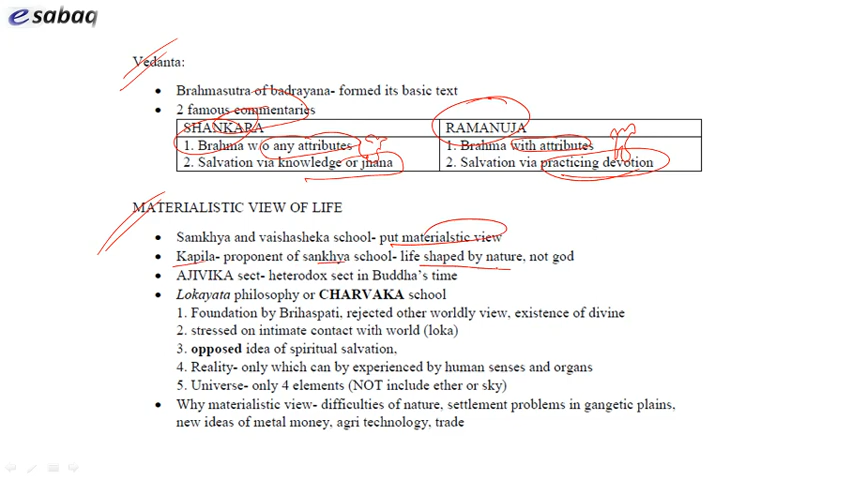 esabaq
Vedanta:
• Brahmasutra of badrayana- formed its basic text
• 2 famous commentaries
SHANKARA RAMANUJA
1. Brahma w/o any attributes 1. Brahma with attributes
2. Salvation via knowledge or jnana 2. Salvation via practicing devotion
MATERIALISTIC VIEW OF LIFE
• Samkhya and vaishasheka school- put materialstic view
• Kapila- proponent of sankhya school- life shaped by nature, not god
• AJIVIKA sect- heterodox sect in Buddha's time
• Lokayata philosophy or CHARVAKA school
1. Foundation by Brihaspati, rejected other worldly view, existence of divine
2. stressed on intimate contact with world (loka)
3. opposed idea of spiritual salvation,
4. Reality- only which can by experienced by human senses and organs
5. Universe- only 4 elements (NOT include ether or sky)
• Why materialistic view- difficulties of nature, settlement problems in gangetic plains,
new ideas of metal money, agri technology, trade